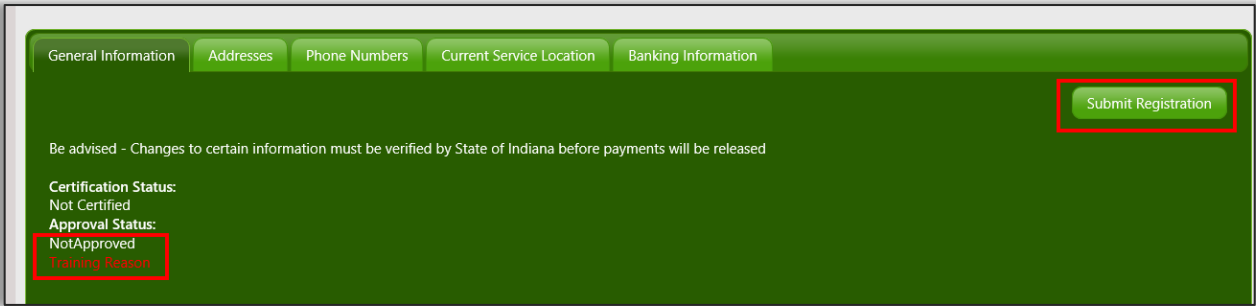 General Information Addresses Phone Numbers Current Service Location Banking Information
Submit Registration
Be advised - Changes to certain information must be verified by State of Indiana before payments will be released
Certification Status:
Not Certified
Approval Status:
NotApproved
Training Reason